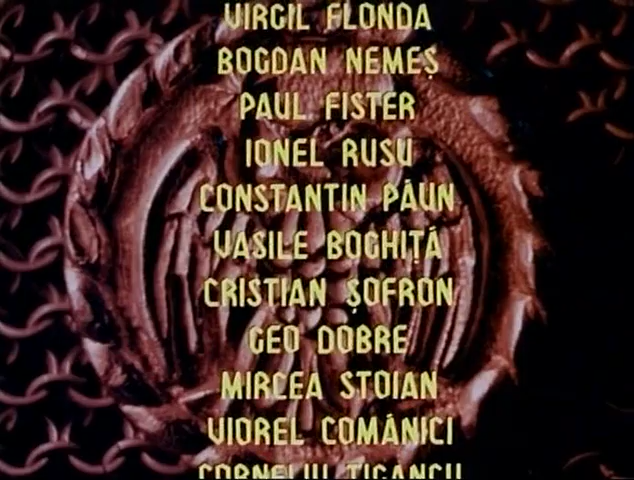 VIRGIL FLONDA
BOGDAN NEMEȘ
PAUL FISTER
IONEL RUSU
CONSTANTIN PĂUN
VASILE BOGHIȚĂ
CRISTIAN ȘOFRON
GEO DOBRE
MIRCEA STOIAN
VIOREL COMĂNICI
CORNELIU